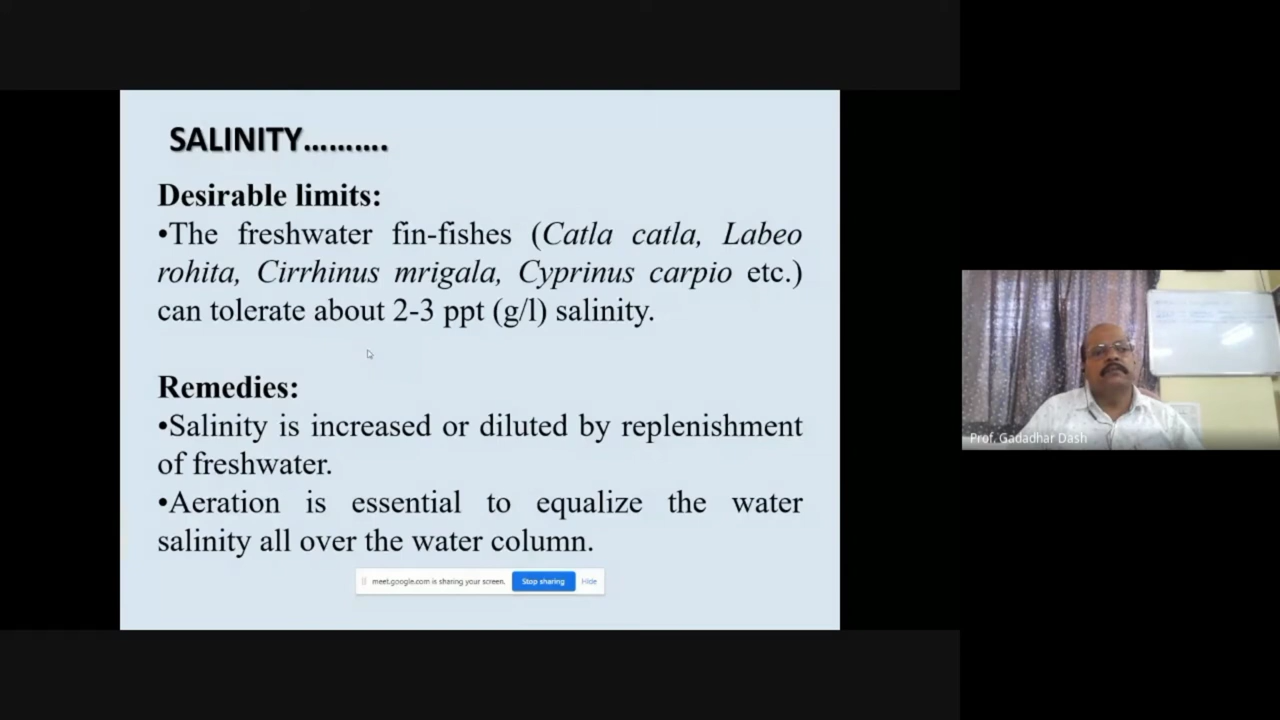 SALINITY……….
Desirable limits:
•The freshwater fin-fishes (Catla catla, Labeo
rohita, Cirrhinus mrigala, Cyprinus carpio etc.)
can tolerate about 2-3 ppt (g/l) salinity.
Remedies:
•Salinity is increased or diluted by replenishment
of freshwater.
•Aeration is essential to equalize the water
salinity all over the water column.
meet.google.com is sharing your screen. Stop sharing Hide
Prof. Gadadhar Dash